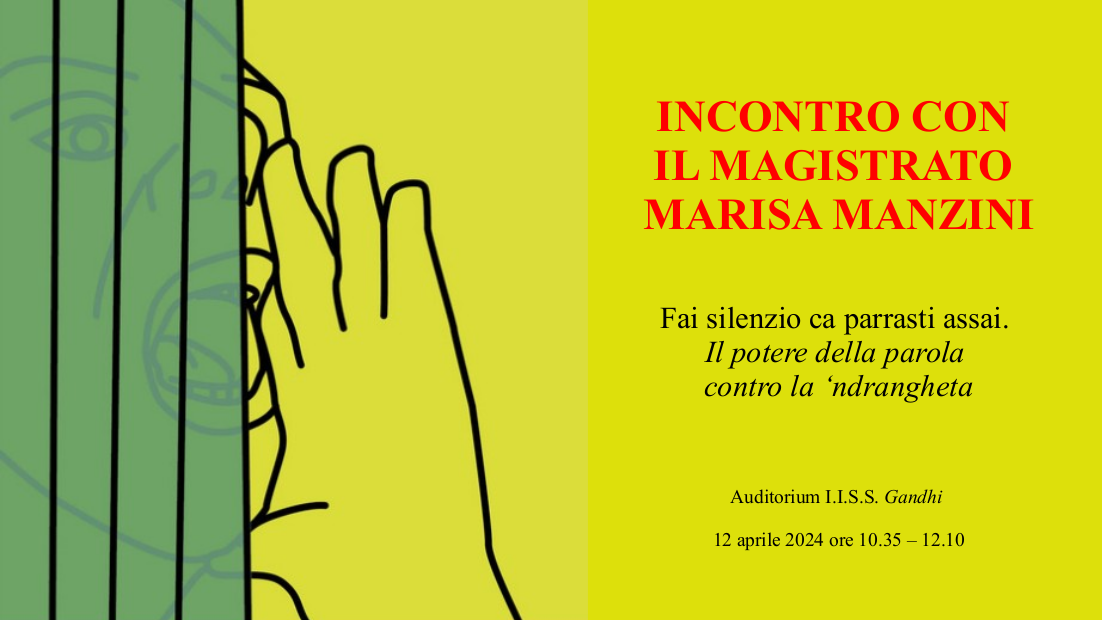 INCONTRO CON
IL MAGISTRATO
MARISA MANZINI
Fai silenzio ca parrasti assai.
Il potere della parola
contro la ‘ndrangheta
Auditorium I.I.S.S. Gandhi
12 aprile 2024 ore 10.35 – 12.10